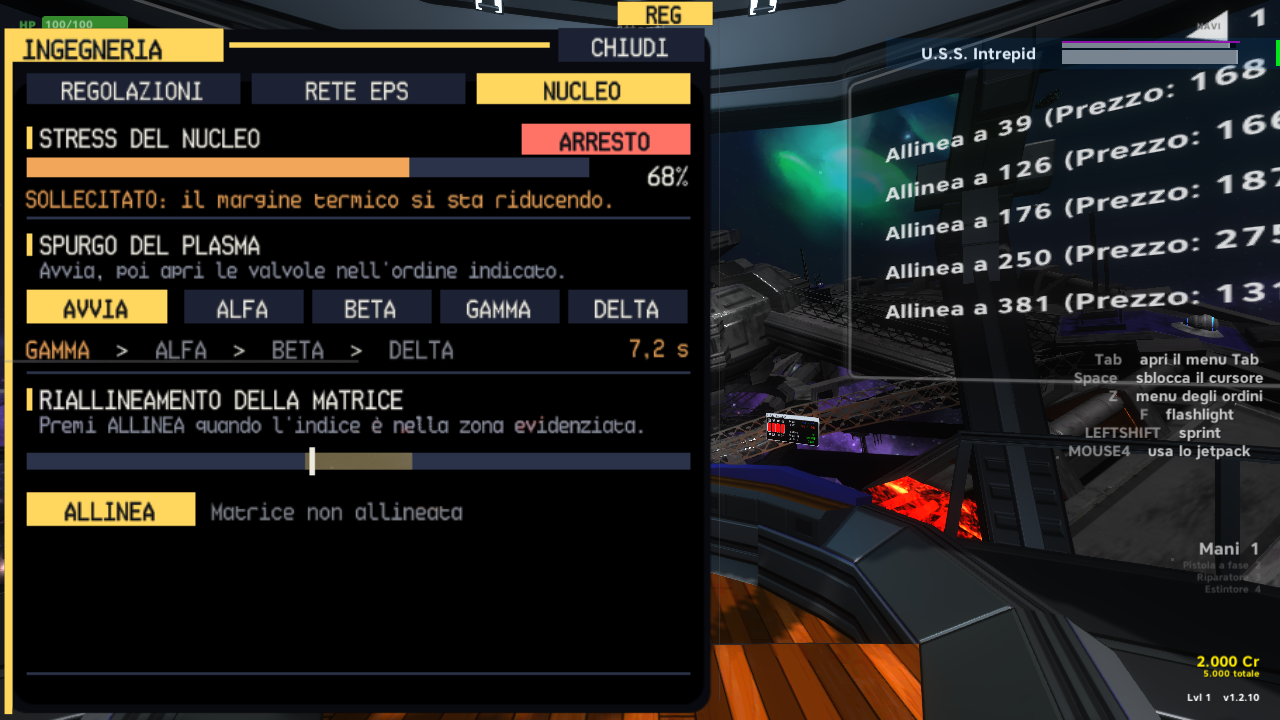 HP 100/100
REG
INGEGNERIA
CHIUDI
REGOLAZIONI RETE EPS NUCLEO
STRESS DEL NUCLEO
ARRESTO
68%
SOLLECITATO: il margine termico si sta riducendo.
SPURGO DEL PLASMA
Avvia, poi apri le valvole nell'ordine indicato.
AVVIA ALFA BETA GAMMA DELTA
GAMMA > ALFA > BETA > DELTA 7,2 s
RIALLINEAMENTO DELLA MATRICE
Premi ALLINEA quando l'indice è nella zona evidenziata.
ALLINEA Matrice non allineata
NAVI 1
U.S.S. Intrepid
Allinea a 39 (Prezzo: 168
Allinea a 126 (Prezzo: 166
Allinea a 176 (Prezzo: 187
Allinea a 250 (Prezzo: 275
Allinea a 381 (Prezzo: 131
Tab apri il menu Tab
Space sblocca il cursore
Z menu degli ordini
F flashlight
LEFTSHIFT sprint
MOUSE4 usa lo jetpack
Mani 1
Pistola a fase 2
Riparatore 3
Estintore 4
2.000 Cr
5.000 totale
Lvl 1 v1.2.10